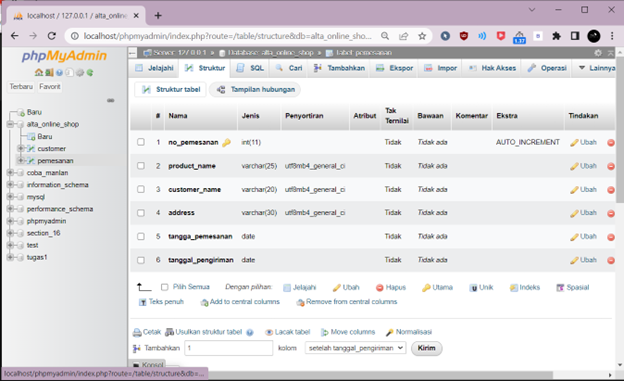 localhost / 127.0.0.1 / alta_onli
localhost/phpmyadmin/index.php?route=/table/structure&db=alta_online_sho...
1.37
phpMyAdmin
Terbaru Favorit
Baru
alta_online_shop
Baru
customer
pemesanan
coba_manlan
information_schema
mysql
performance_schema
phpmyadmin
section_16
test
tugas1
Server: 127.0.0.1 » Database: alta_online_shop » Tabel: pemesanan
Jelajahi Struktur SQL Cari Tambahkan Ekspor Impor Hak Akses Operasi Lainnya
Struktur tabel Tampilan hubungan
# Nama Jenis Penyortiran Atribut Tak Ternilai Bawaan Komentar Ekstra Tindakan
1 no_pemesanan int(11) Tidak Tidak ada AUTO_INCREMENT Ubah
2 product_name varchar(25) utf8mb4_general_ci Tidak Tidak ada Ubah
3 customer_name varchar(20) utf8mb4_general_ci Tidak Tidak ada Ubah
4 address varchar(30) utf8mb4_general_ci Tidak Tidak ada Ubah
5 tangga_pemesanan date Tidak Tidak ada Ubah
6 tanggal_pengiriman date Tidak Tidak ada Ubah
Pilih Semua Dengan pilihan: Jelajahi Ubah Hapus Utama Unik Indeks Spasial
Teks penuh Add to central columns Remove from central columns
Cetak Usulkan struktur tabel Lacak tabel Move columns Normalisasi
Tambahkan 1 kolom setelah tanggal_pengiriman Kirim
Konsol
localhost/phpmyadmin/index.php?route=/table/structure&db=...